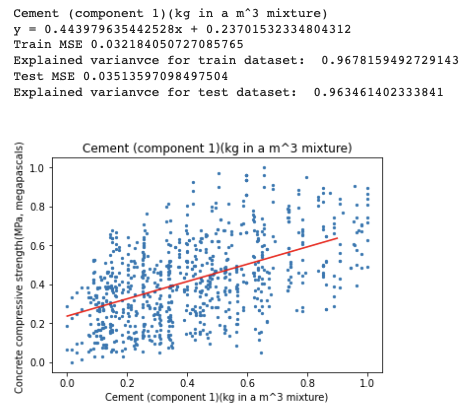 Cement (component 1)(kg in a m^3 mixture)
y = 0.443979635442528x + 0.23701532334804312
Train MSE 0.032184050727085765
Explained varianvce for train dataset:  0.9678159492729143
Test MSE 0.03513597098497504
Explained varianvce for test dataset:  0.963461402333841
Cement (component 1)(kg in a m^3 mixture)
Concrete compressive strength(MPa, megapascals)
1.0
0.8
0.6
0.4
0.2
0.0
0.0 0.2 0.4 0.6 0.8 1.0
Cement (component 1)(kg in a m^3 mixture)